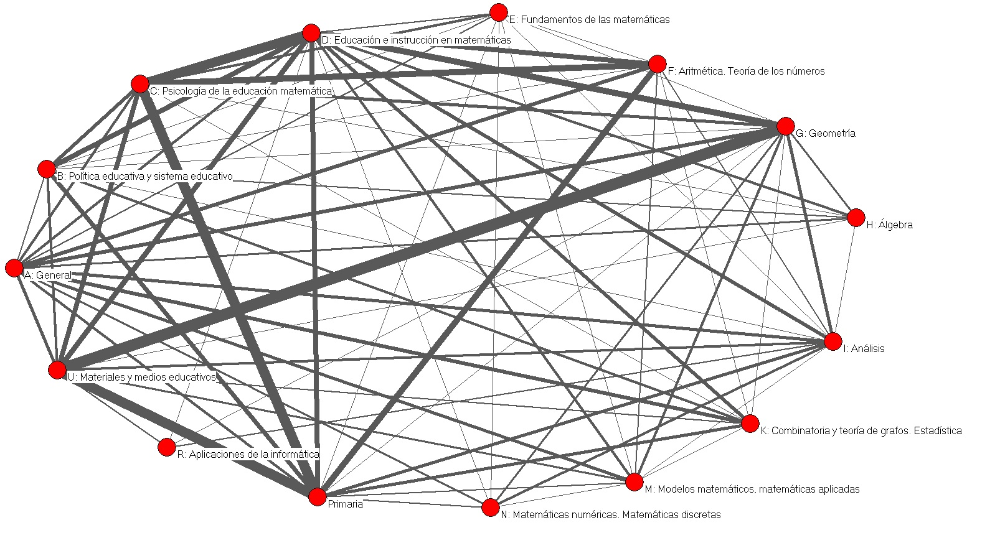 E: Fundamentos de las matemáticas
D: Educación e instrucción en matemáticas
F: Aritmética. Teoría de los números
C: Psicología de la educación matemática
G: Geometría
B: Política educativa y sistema educativo
H: Álgebra
A: General
I: Análisis
U: Materiales y medios educativos
K: Combinatoria y teoría de grafos. Estadística
R: Aplicaciones de la informática
M: Modelos matemáticos, matemáticas aplicadas
Primaria
N: Matemáticas numéricas. Matemáticas discretas